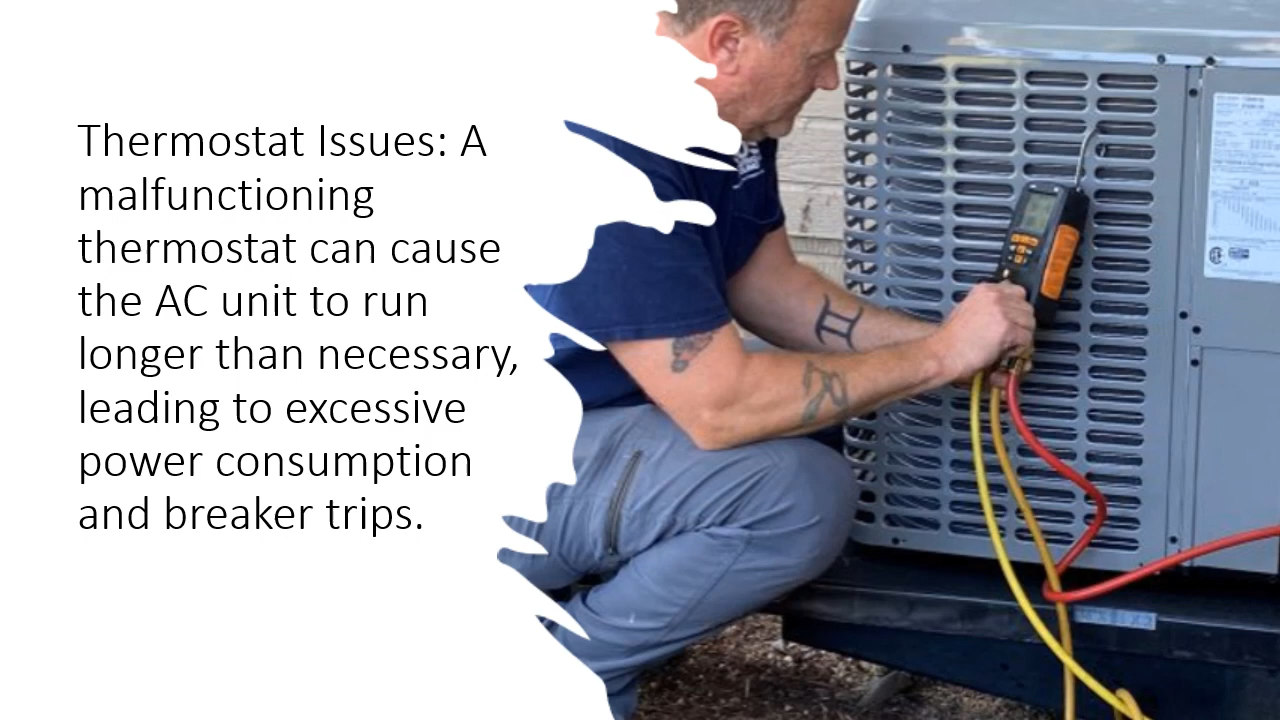 Thermostat Issues: A
malfunctioning
thermostat can cause
the AC unit to run
longer than necessary,
leading to excessive
power consumption
and breaker trips.